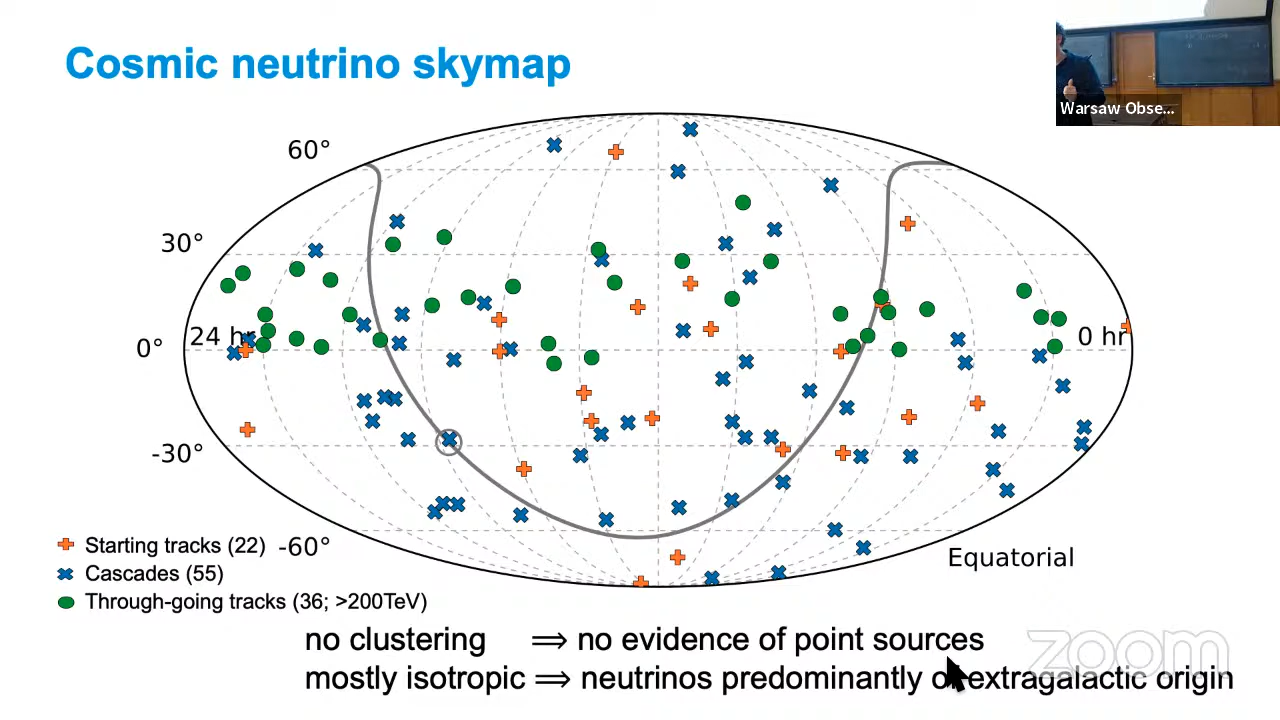 Cosmic neutrino skymap
Warsaw Obse...
60°
30°
24 hr
0°
0 hr
-30°
-60°
Equatorial
Starting tracks (22)
Cascades (55)
Through-going tracks (36; >200TeV)
no clustering ⟹ no evidence of point sources
mostly isotropic ⟹ neutrinos predominantly of extragalactic origin
zoom